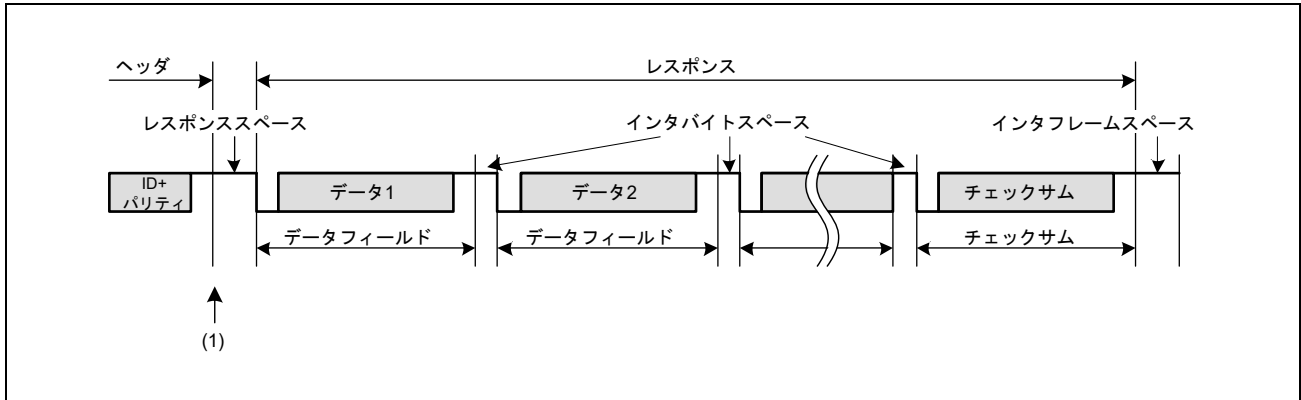 ヘッダ
レスポンス
レスポンススペース
インタバイトスペース
インタフレームスペース
ID+
パリティ
データ1
データ2
チェックサム
データフィールド
データフィールド
チェックサム
(1)